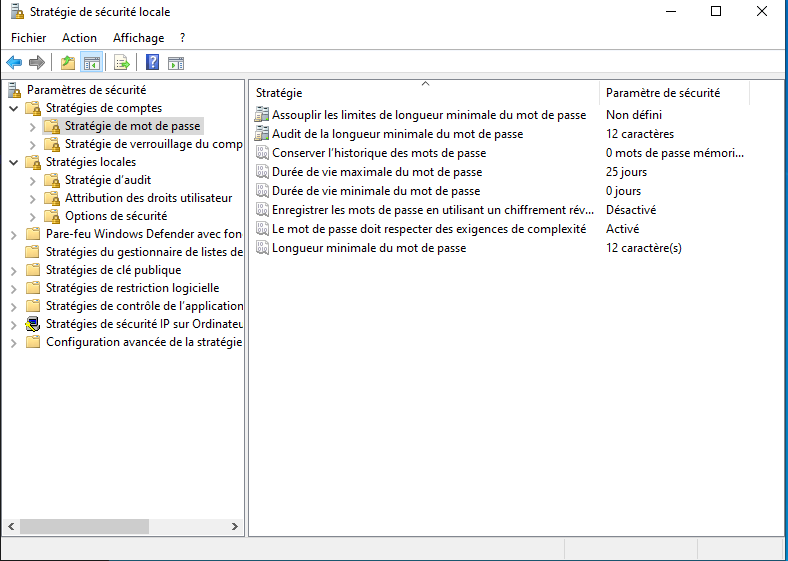 Stratégie de sécurité locale
Fichier Action Affichage ?
Paramètres de sécurité
Stratégies de comptes
Stratégie de mot de passe
Stratégie de verrouillage du comp
Stratégies locales
Stratégie d'audit
Attribution des droits utilisateur
Options de sécurité
Pare-feu Windows Defender avec fon
Stratégies du gestionnaire de listes de
Stratégies de clé publique
Stratégies de restriction logicielle
Stratégies de contrôle de l'application
Stratégies de sécurité IP sur Ordinateu
Configuration avancée de la stratégie
Stratégie Paramètre de sécurité
Assouplir les limites de longueur minimale du mot de passe Non défini
Audit de la longueur minimale du mot de passe 12 caractères
Conserver l'historique des mots de passe 0 mots de passe mémori...
Durée de vie maximale du mot de passe 25 jours
Durée de vie minimale du mot de passe 0 jours
Enregistrer les mots de passe en utilisant un chiffrement rév... Désactivé
Le mot de passe doit respecter des exigences de complexité Activé
Longueur minimale du mot de passe 12 caractère(s)